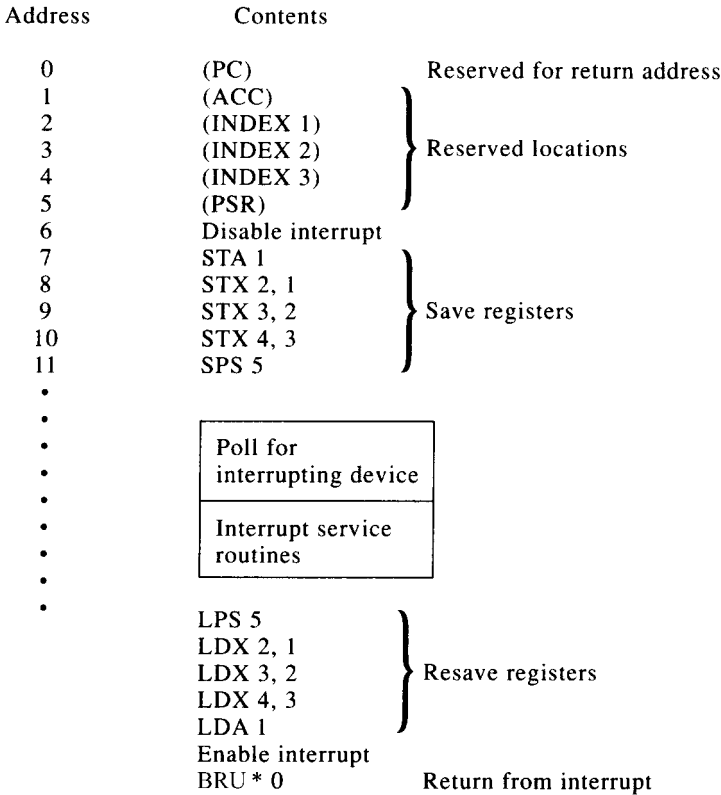 Address Contents
0 (PC) Reserved for return address
1 (ACC)
2 (INDEX 1)
3 (INDEX 2) Reserved locations
4 (INDEX 3)
5 (PSR)
6 Disable interrupt
7 STA 1
8 STX 2, 1
9 STX 3, 2 Save registers
10 STX 4, 3
11 SPS 5
Poll for
interrupting device
Interrupt service
routines
LPS 5
LDX 2, 1
LDX 3, 2 Resave registers
LDX 4, 3
LDA 1
Enable interrupt
BRU * 0 Return from interrupt